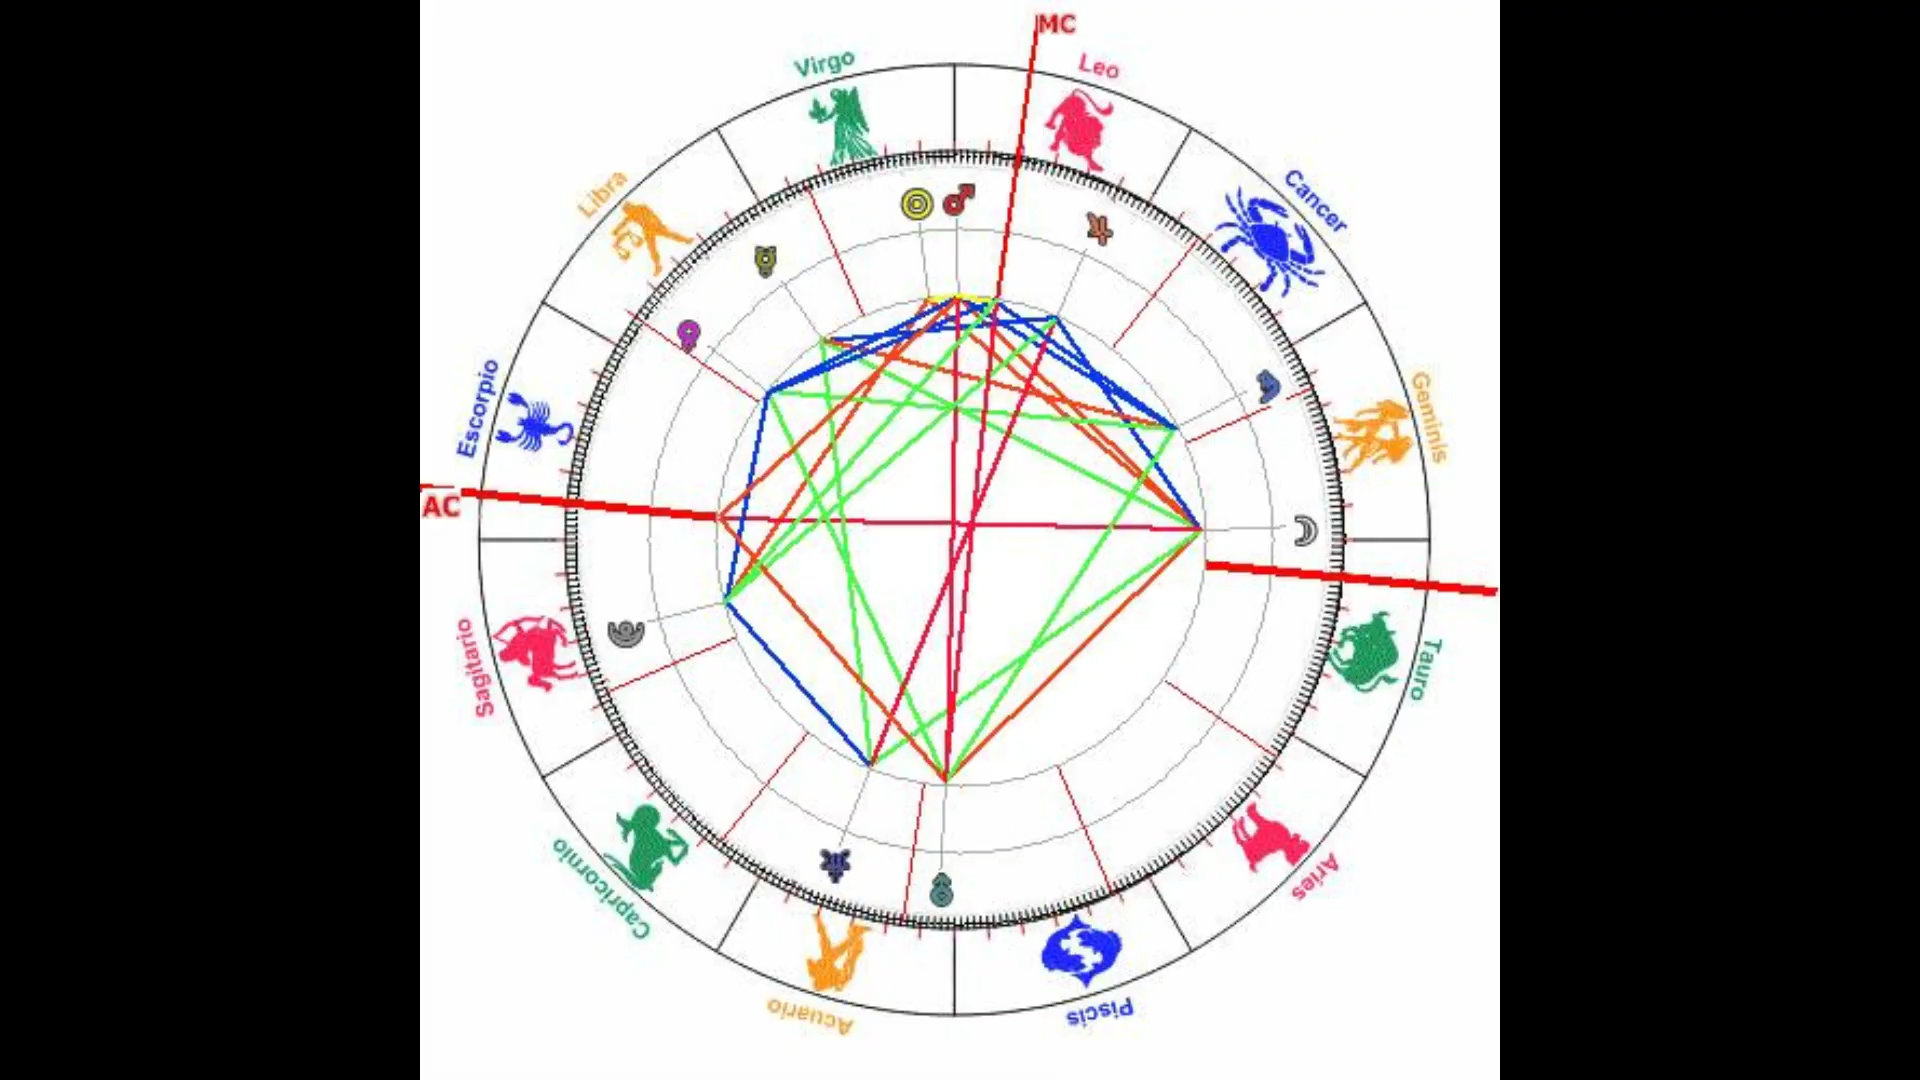 MC
Leo
Virgo
Cancer
Libra
Escorpio
Geminis
AC
Sagitario
Tauro
Capricornio
Aries
Acuario
Piscis